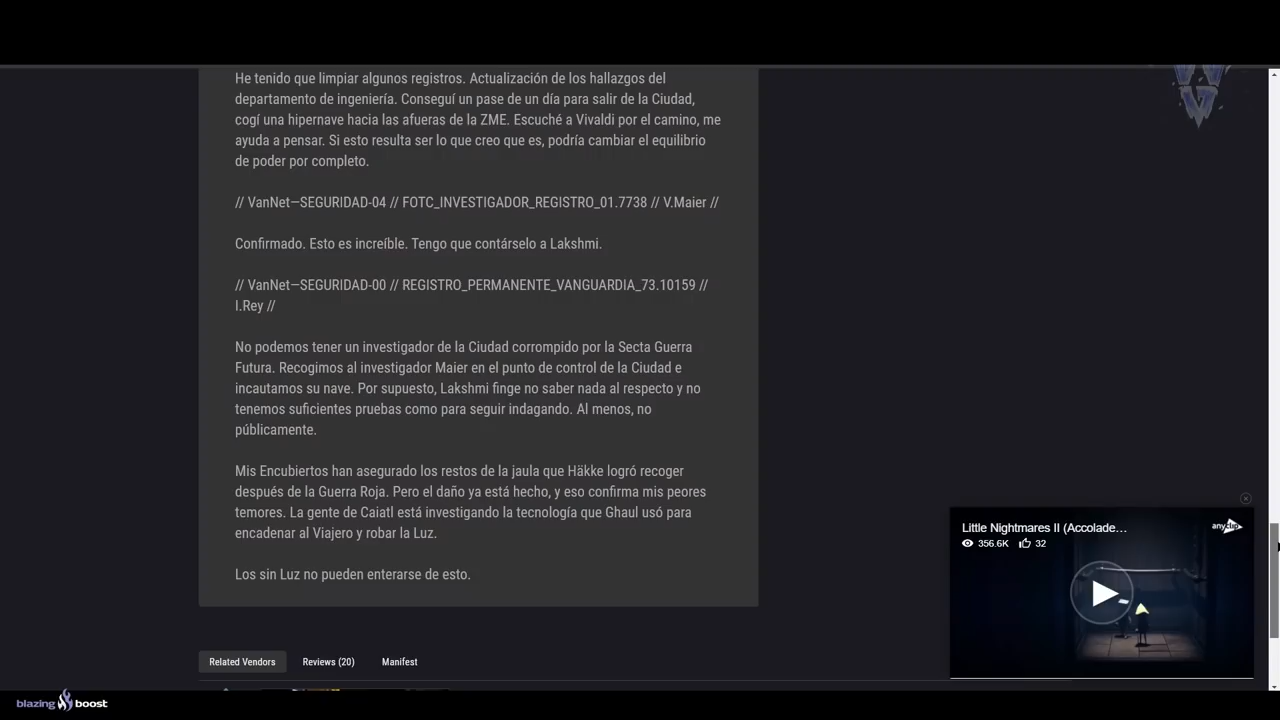 He tenido que limpiar algunos registros. Actualización de los hallazgos del
departamento de ingeniería. Conseguí un pase de un día para salir de la Ciudad,
cogí una hipernave hacia las afueras de la ZME. Escuché a Vivaldi por el camino, me
ayuda a pensar. Si esto resulta ser lo que creo que es, podría cambiar el equilibrio
de poder por completo.
// VanNet—SEGURIDAD-04 // FOTC_INVESTIGADOR_REGISTRO_01.7738 // V.Maier //
Confirmado. Esto es increíble. Tengo que contárselo a Lakshmi.
// VanNet—SEGURIDAD-00 // REGISTRO_PERMANENTE_VANGUARDIA_73.10159 //
I.Rey //
No podemos tener un investigador de la Ciudad corrompido por la Secta Guerra
Futura. Recogimos al investigador Maier en el punto de control de la Ciudad e
incautamos su nave. Por supuesto, Lakshmi finge no saber nada al respecto y no
tenemos suficientes pruebas como para seguir indagando. Al menos, no
públicamente.
Mis Encubiertos han asegurado los restos de la jaula que Häkke logró recoger
después de la Guerra Roja. Pero el daño ya está hecho, y eso confirma mis peores
temores. La gente de Caiatl está investigando la tecnología que Ghaul usó para
encadenar al Viajero y robar la Luz.
Los sin Luz no pueden enterarse de esto.
Little Nightmares II (Accolade…
anyclip
356.6K 32
Related Vendors Reviews (20) Manifest
blazing boost